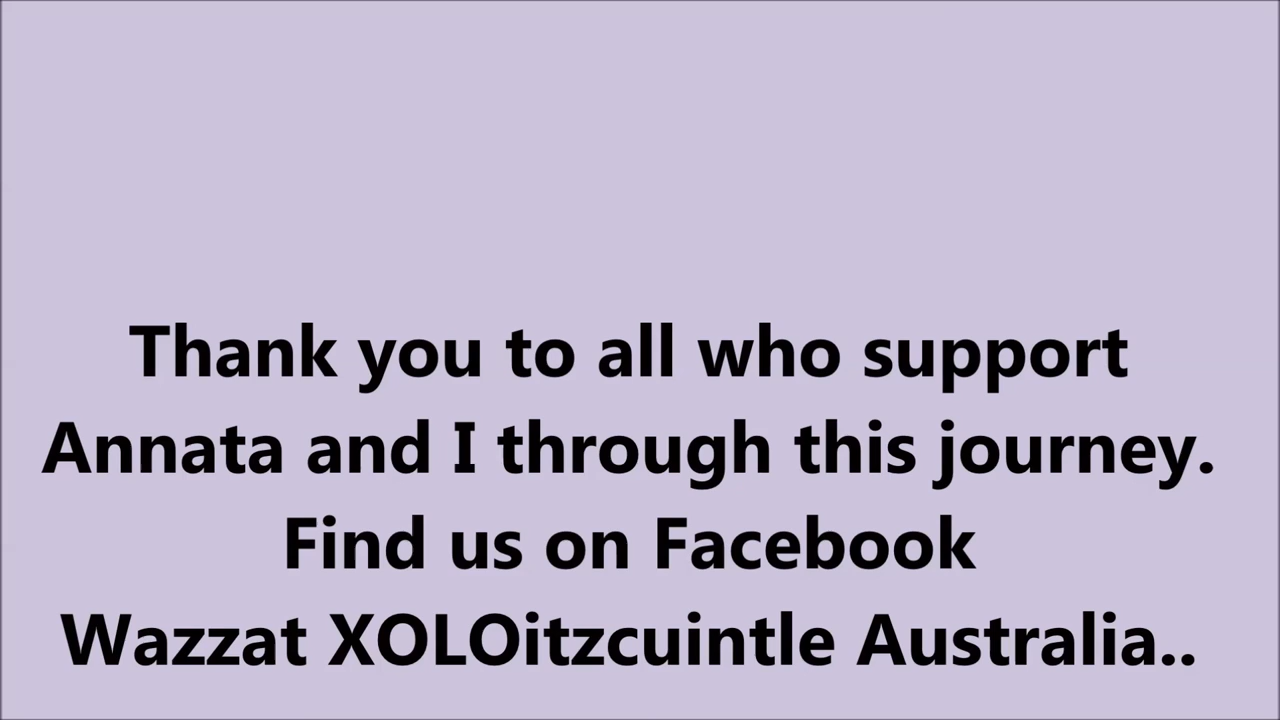 Thank you to all who support
Annata and I through this journey.
Find us on Facebook
Wazzat XOLOitzcuintle Australia..